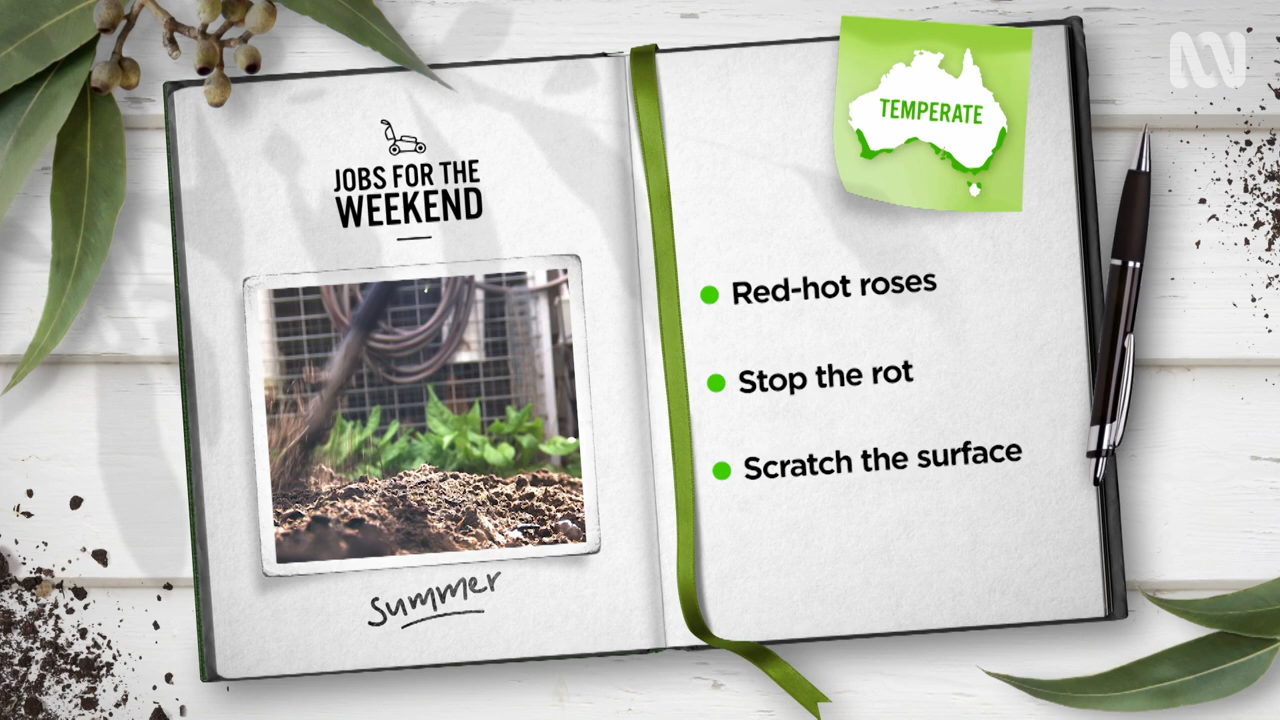 JOBS FOR THE
WEEKEND
Summer
TEMPERATE
Red-hot roses
Stop the rot
Scratch the surface